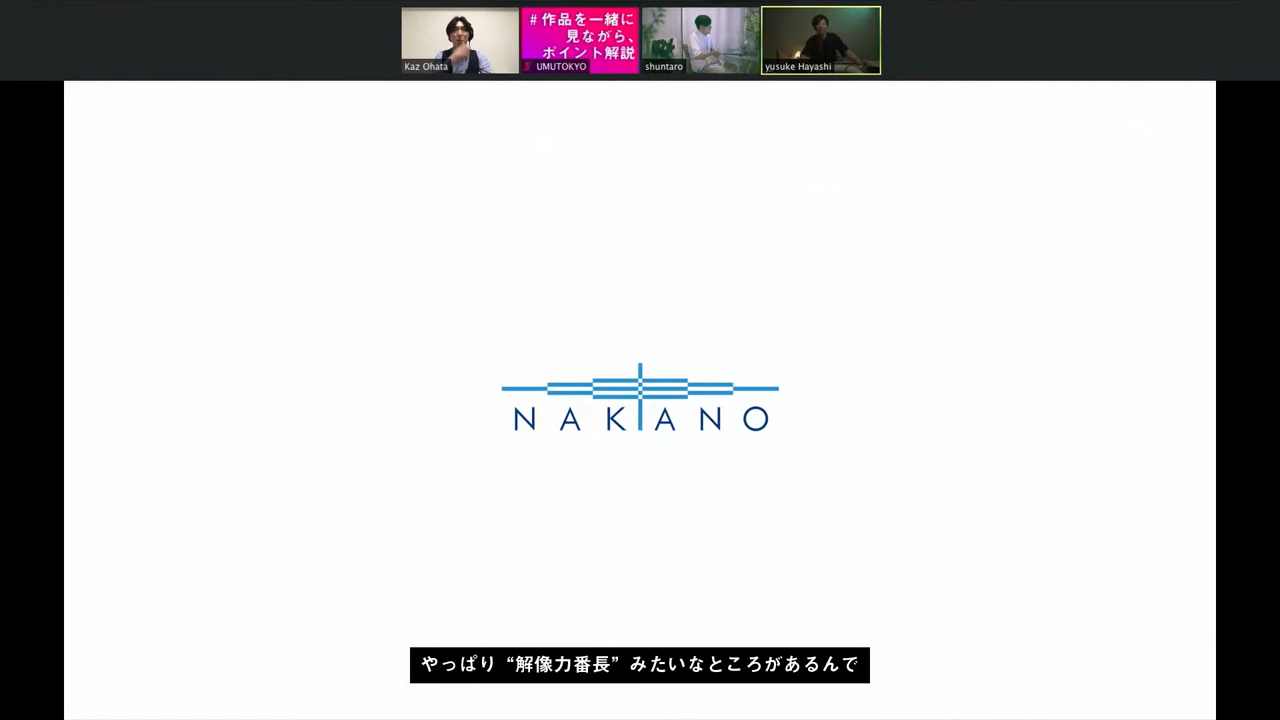 #作品を一緒に
見ながら、
ポイント解説
Kaz Ohata
UMUTOKYO
shuntaro
yusuke Hayashi
NAKANO
やっぱり “解像力番長” みたいなところがあるんで